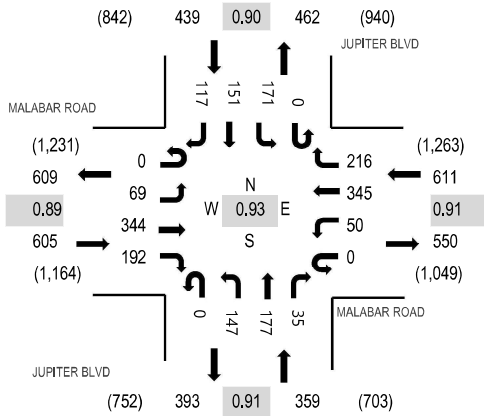 (842) 439 0.90 462 (940)
JUPITER BLVD
117 151 171 0
MALABAR ROAD
(1,231) (1,263)
609 0 216 611
0.89 69 N 345 0.91
W 0.93 E
605 344 S 50 550
(1,164) 192 0 (1,049)
0 147 177 35
MALABAR ROAD
JUPITER BLVD
(752) 393 0.91 359 (703)